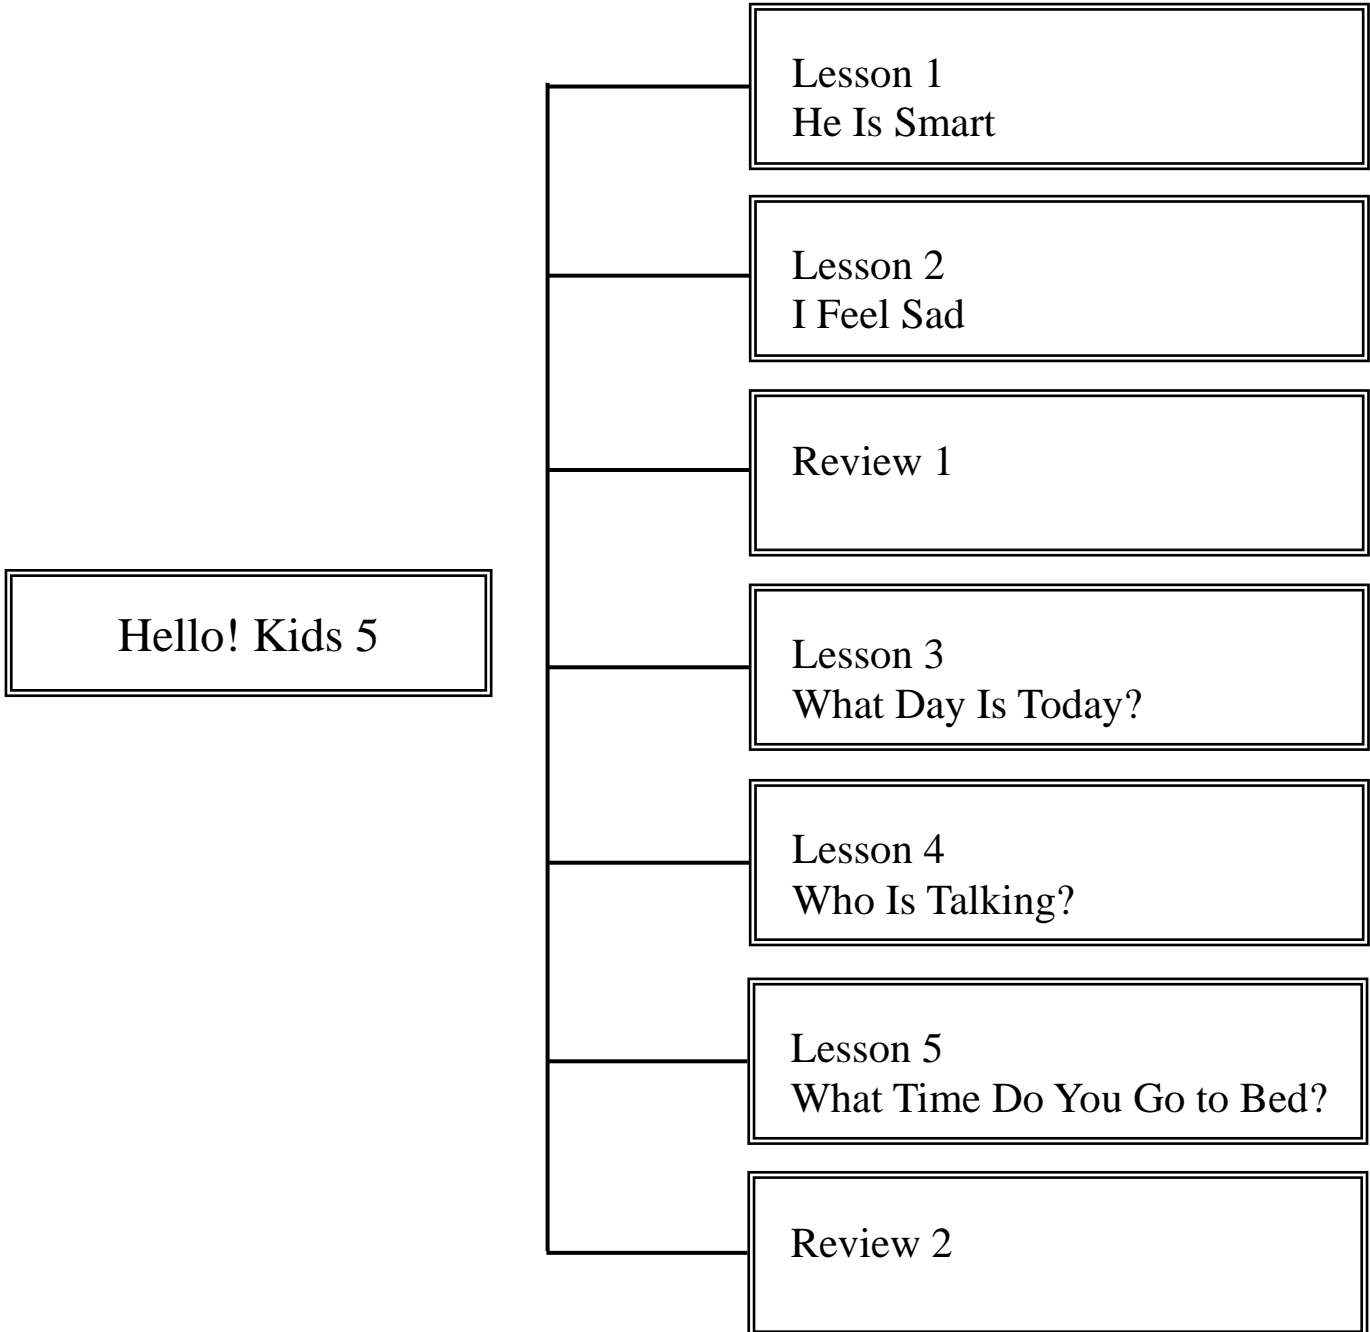 Lesson 1
He Is Smart
Lesson 2
I Feel Sad
Review 1
Hello! Kids 5
Lesson 3
What Day Is Today?
Lesson 4
Who Is Talking?
Lesson 5
What Time Do You Go to Bed?
Review 2